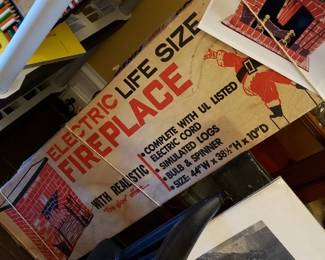 ELECTRIC LIFE SIZE
FIREPLACE
WITH REALISTIC
• COMPLETE WITH UL LISTED
ELECTRIC CORD
• SIMULATED LOGS
• BULB & SPINNER
• SIZE: 44"W X 36½"H X 10"D